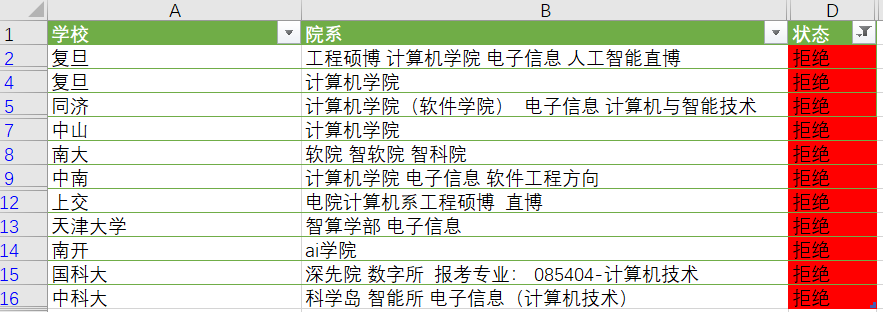 A B D
1 学校 院系 状态
2 复旦 工程硕博 计算机学院 电子信息 人工智能直博 拒绝
4 复旦 计算机学院 拒绝
5 同济 计算机学院（软件学院） 电子信息 计算机与智能技术 拒绝
7 中山 计算机学院 拒绝
8 南大 软院 智软院 智科院 拒绝
9 中南 计算机学院 电子信息 软件工程方向 拒绝
12 上交 电院计算机系工程硕博 直博 拒绝
13 天津大学 智算学部 电子信息 拒绝
14 南开 ai学院 拒绝
15 国科大 深先院 数字所 报考专业： 085404-计算机技术 拒绝
16 中科大 科学岛 智能所 电子信息（计算机技术） 拒绝